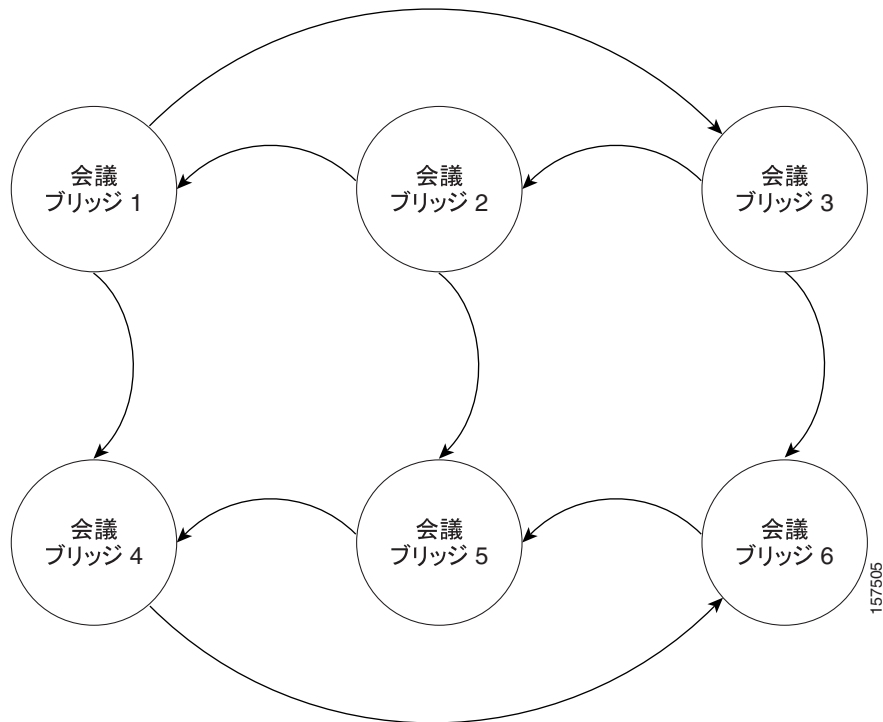 会議
ブリッジ 1
会議
ブリッジ 2
会議
ブリッジ 3
会議
ブリッジ 4
会議
ブリッジ 5
会議
ブリッジ 6
157505